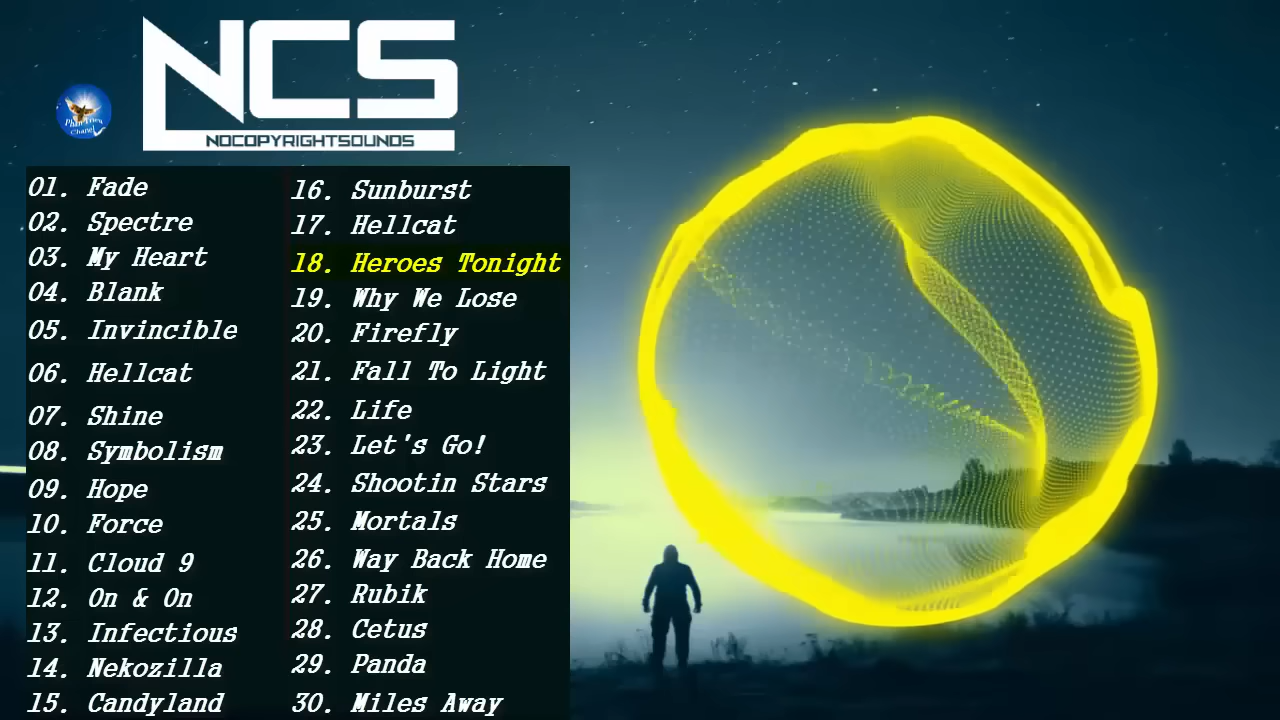 NCS
NOCOPYRIGHTSOUNDS
01. Fade
02. Spectre
03. My Heart
04. Blank
05. Invincible
06. Hellcat
07. Shine
08. Symbolism
09. Hope
10. Force
11. Cloud 9
12. On & On
13. Infectious
14. Nekozilla
15. Candyland
16. Sunburst
17. Hellcat
18. Heroes Tonight
19. Why We Lose
20. Firefly
21. Fall To Light
22. Life
23. Let's Go!
24. Shootin Stars
25. Mortals
26. Way Back Home
27. Rubik
28. Cetus
29. Panda
30. Miles Away